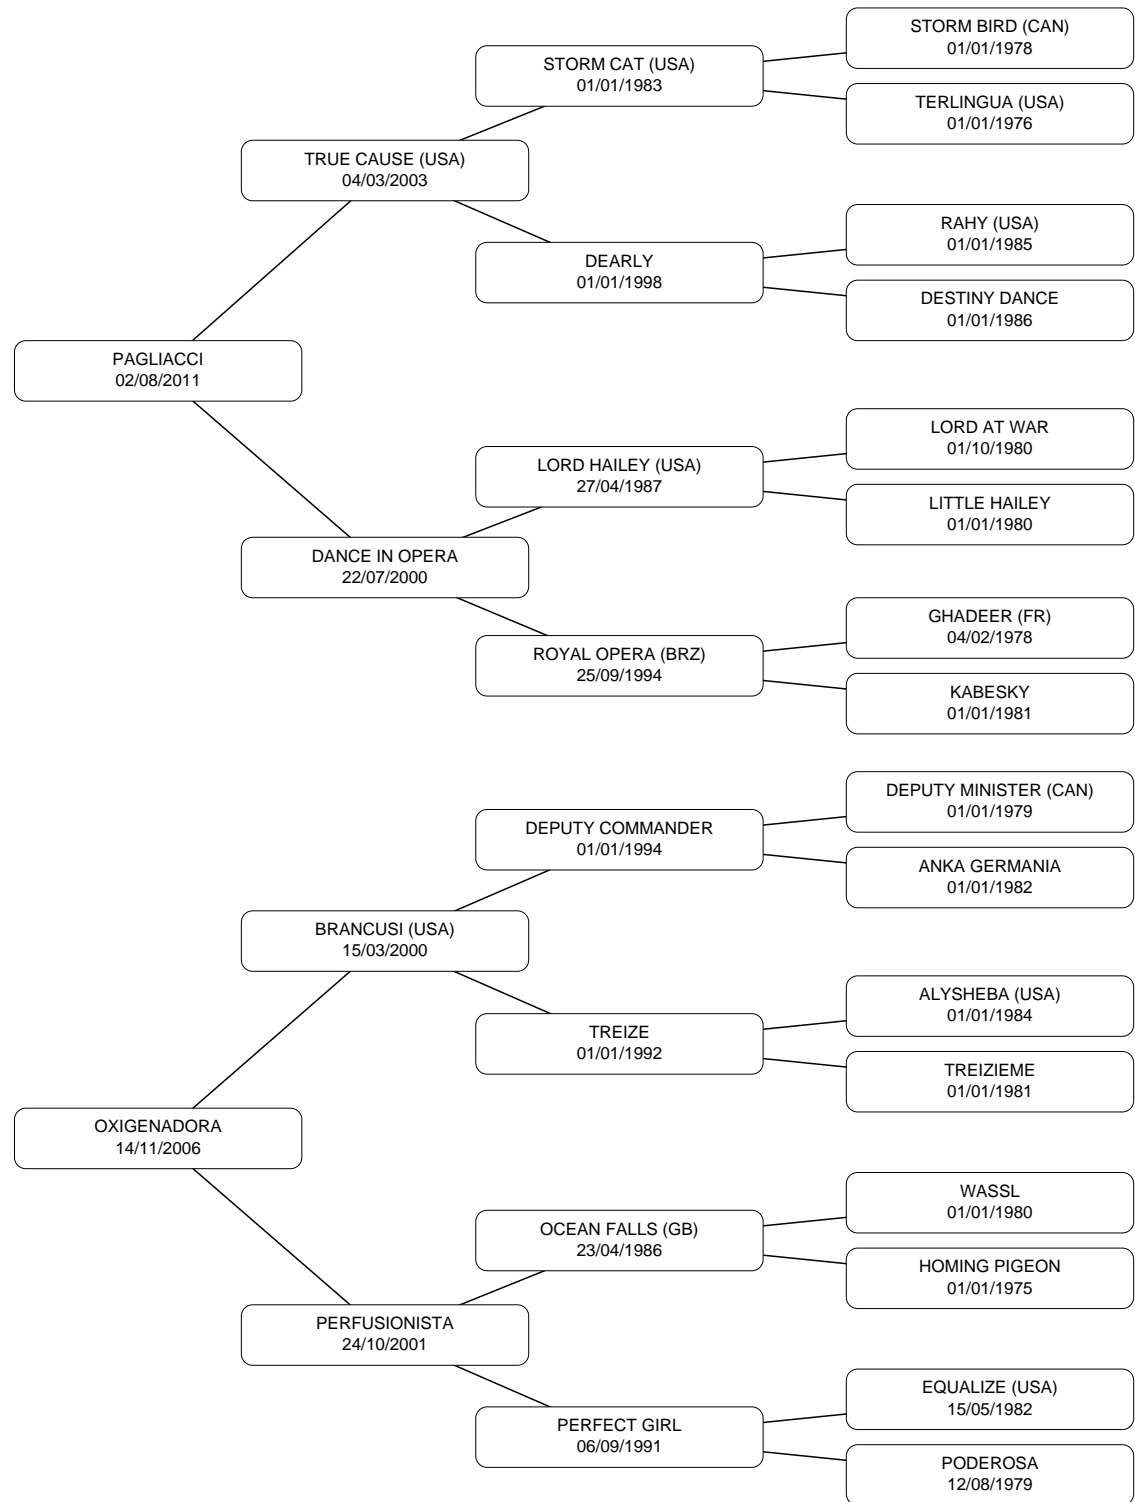 STORM BIRD (CAN)
01/01/1978
STORM CAT (USA)
01/01/1983
TERLINGUA (USA)
01/01/1976
TRUE CAUSE (USA)
04/03/2003
RAHY (USA)
01/01/1985
DEARLY
01/01/1998
DESTINY DANCE
01/01/1986
PAGLIACCI
02/08/2011
LORD AT WAR
01/10/1980
LORD HAILEY (USA)
27/04/1987
LITTLE HAILEY
01/01/1980
DANCE IN OPERA
22/07/2000
GHADEER (FR)
04/02/1978
ROYAL OPERA (BRZ)
25/09/1994
KABESKY
01/01/1981
DEPUTY MINISTER (CAN)
01/01/1979
DEPUTY COMMANDER
01/01/1994
ANKA GERMANIA
01/01/1982
BRANCUSI (USA)
15/03/2000
ALYSHEBA (USA)
01/01/1984
TREIZE
01/01/1992
TREIZIEME
01/01/1981
OXIGENADORA
14/11/2006
WASSL
01/01/1980
OCEAN FALLS (GB)
23/04/1986
HOMING PIGEON
01/01/1975
PERFUSIONISTA
24/10/2001
EQUALIZE (USA)
15/05/1982
PERFECT GIRL
06/09/1991
PODEROSA
12/08/1979